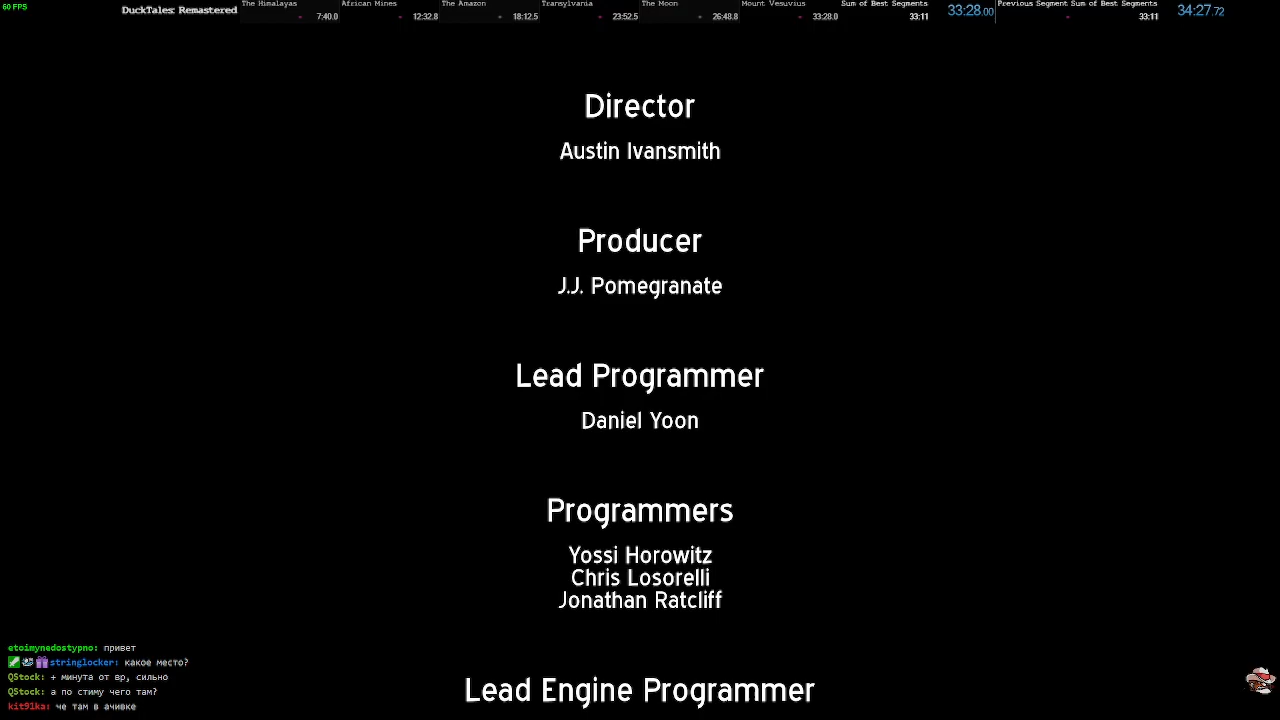 60 FPS
DuckTales: Remastered
The Himalayas
7:40.0
African Mines
12:32.8
The Amazon
18:12.5
Transylvania
23:52.5
The Moon
26:48.8
Mount Vesuvius
33:28.0
Sum of Best Segments
33:11
33:28.00
Previous Segment Sum of Best Segments
33:11
34:27.72
Director
Austin Ivansmith
Producer
J.J. Pomegranate
Lead Programmer
Daniel Yoon
Programmers
Yossi Horowitz
Chris Losorelli
Jonathan Ratcliff
Lead Engine Programmer
etoimynedostypno: привет
stringlocker: какое место?
QStock: + минута от вр, сильно
QStock: а по стиму чего там?
kit91ka: че там в ачивке